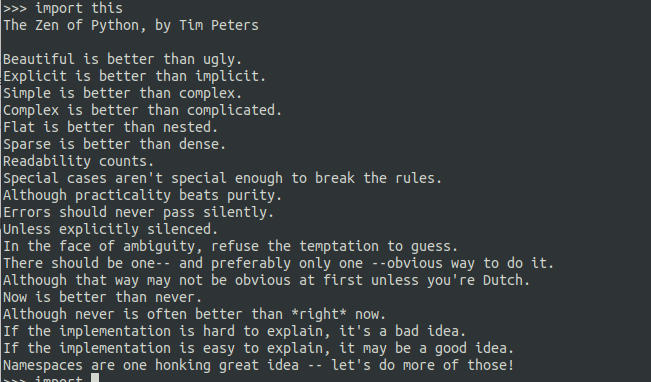 >>> import this
The Zen of Python, by Tim Peters
Beautiful is better than ugly.
Explicit is better than implicit.
Simple is better than complex.
Complex is better than complicated.
Flat is better than nested.
Sparse is better than dense.
Readability counts.
Special cases aren't special enough to break the rules.
Although practicality beats purity.
Errors should never pass silently.
Unless explicitly silenced.
In the face of ambiguity, refuse the temptation to guess.
There should be one-- and preferably only one --obvious way to do it.
Although that way may not be obvious at first unless you're Dutch.
Now is better than never.
Although never is often better than *right* now.
If the implementation is hard to explain, it's a bad idea.
If the implementation is easy to explain, it may be a good idea.
Namespaces are one honking great idea -- let's do more of those!
>>> import